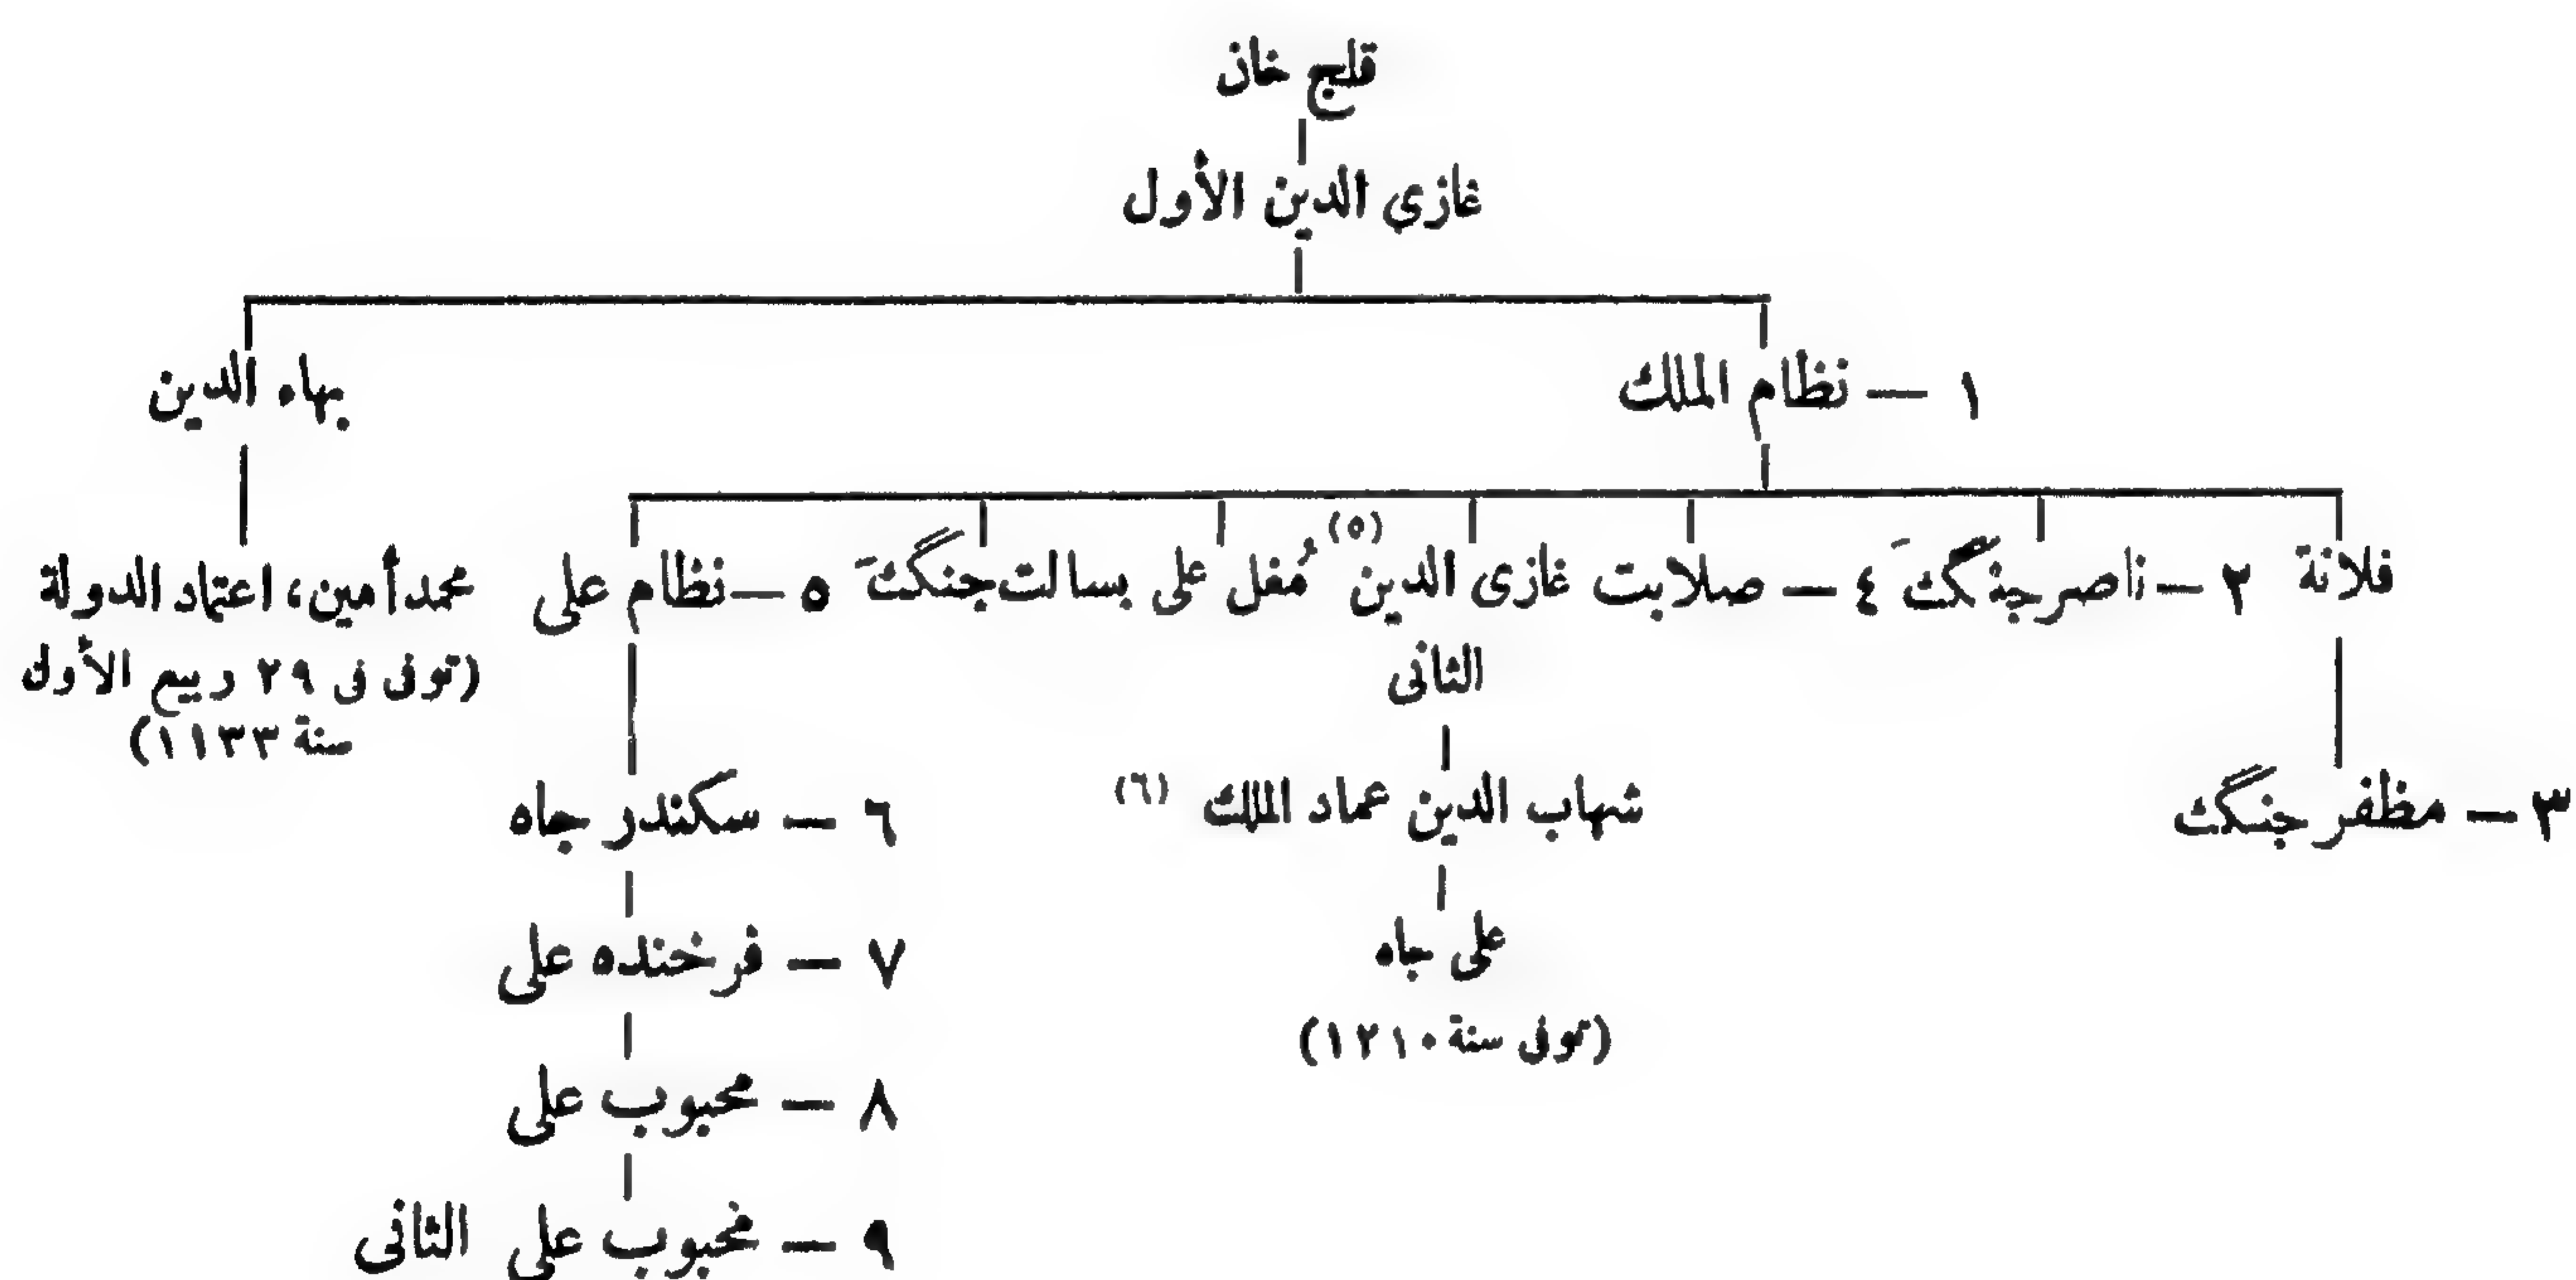 قلج خان
غازي الدين الأول
١ — نظام الملك
بهاء الدين
فلانة
٢ — ناصر جنگ
٤ — صلابت
غازى الدين (٥)
الثانى
مُغل على
بسالت جنگ
٥ — نظام على
محمد أمين، اعتماد الدولة
(توفى فى ٢٩ ربيع الأول
سنة ١١٣٣)
٣ — مظفر جنگ
شهاب الدين عماد الملك (٦)
على جاه
(توفى سنة ١٢١٠)
٦ — سكندر جاه
٧ — فرخنده على
٨ — محبوب على
٩ — محبوب على الثانى